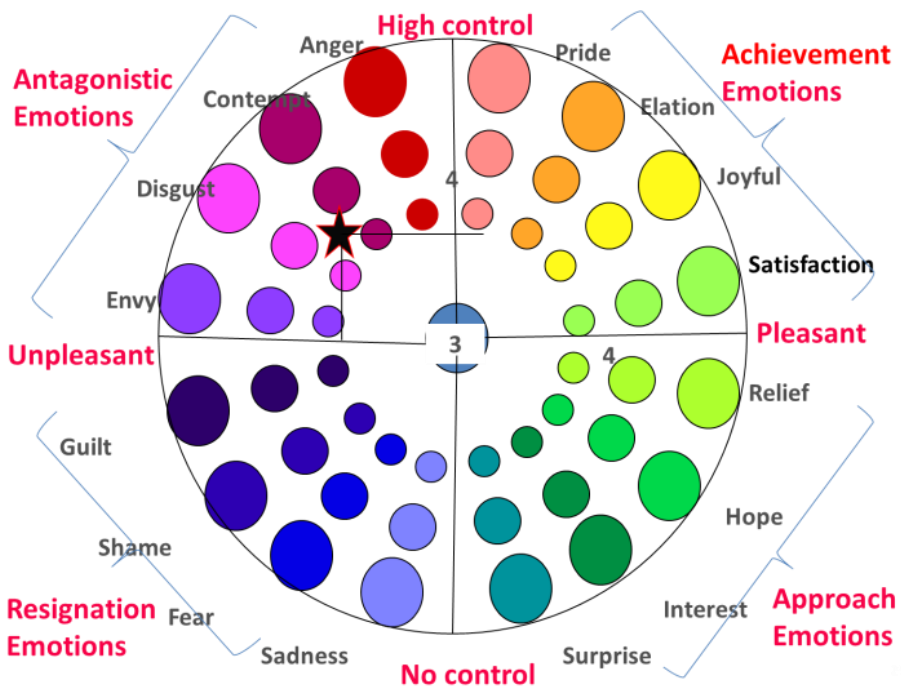 High control
Anger
Pride
Antagonistic
Emotions
Achievement
Emotions
Contempt
Elation
Disgust
4
Joyful
Envy
Satisfaction
Unpleasant
3
4
Pleasant
Relief
Guilt
Hope
Shame
Resignation
Emotions
Fear
Interest
Approach
Emotions
Sadness
Surprise
No control